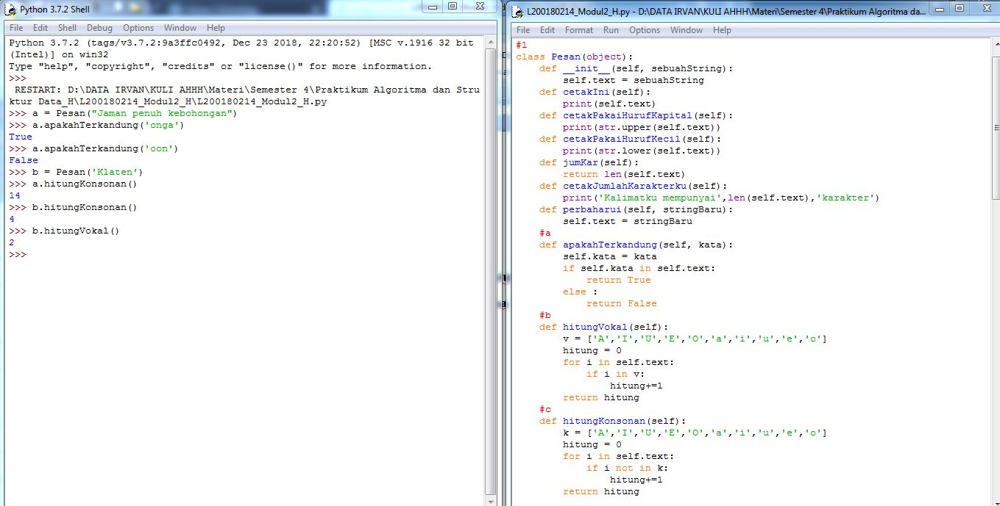 Python 3.7.2 Shell
File Edit Shell Debug Options Window Help
Python 3.7.2 (tags/v3.7.2:9a3ffc0492, Dec 23 2018, 22:20:52) [MSC v.1916 32 bit
(Intel)] on win32
Type "help", "copyright", "credits" or "license()" for more information.
>>>
 RESTART: D:\DATA IRVAN\KULI AHHH\Materi\Semester 4\Praktikum Algoritma dan Stru
ktur Data_H\L200180214_Modul2_H\L200180214_Modul2_H.py
>>> a = Pesan("Jaman penuh kebohongan")
>>> a.apakahTerkandung('onga')
True
>>> a.apakahTerkandung('oon')
False
>>> b = Pesan('Klaten')
>>> a.hitungKonsonan()
14
>>> b.hitungKonsonan()
4
>>> b.hitungVokal()
2
>>>
L200180214_Modul2_H.py - D:\DATA IRVAN\KULI AHHH\Materi\Semester 4\Praktikum Algoritma da...
File Edit Format Run Options Window Help
#1
class Pesan(object):
    def __init__(self, sebuahString):
        self.text = sebuahString
    def cetakIni(self):
        print(self.text)
    def cetakPakaiHurufKapital(self):
        print(str.upper(self.text))
    def cetakPakaiHurufKecil(self):
        print(str.lower(self.text))
    def jumKar(self):
        return len(self.text)
    def cetakJumlahKarakterku(self):
        print('Kalimatku mempunyai',len(self.text),'karakter')
    def perbaharui(self, stringBaru):
        self.text = stringBaru
    #a
    def apakahTerkandung(self, kata):
        self.kata = kata
        if self.kata in self.text:
            return True
        else :
            return False
    #b
    def hitungVokal(self):
        v = ['A','I','U','E','O','a','i','u','e','o']
        hitung = 0
        for i in self.text:
            if i in v:
                hitung+=1
        return hitung
    #c
    def hitungKonsonan(self):
        k = ['A','I','U','E','O','a','i','u','e','o']
        hitung = 0
        for i in self.text:
            if i not in k:
                hitung+=1
        return hitung